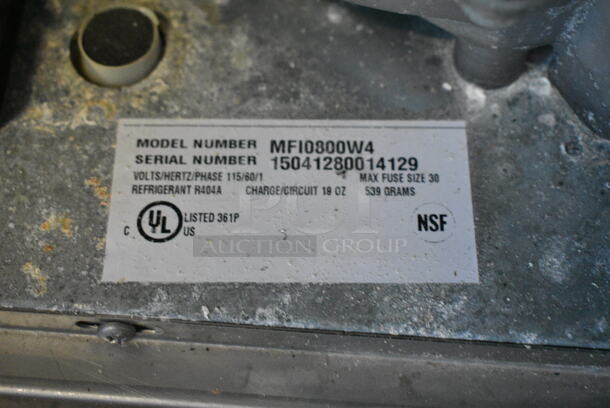 MODEL NUMBER MFI0800W4
SERIAL NUMBER 15041280014129
VOLTS/HERTZ/PHASE 115/60/1 MAX FUSE SIZE 30
REFRIGERANT R404A CHARGE/CIRCUIT 19 OZ 539 GRAMS
C UL LISTED 361P
US
NSF
PCI
AUCTION GROUP